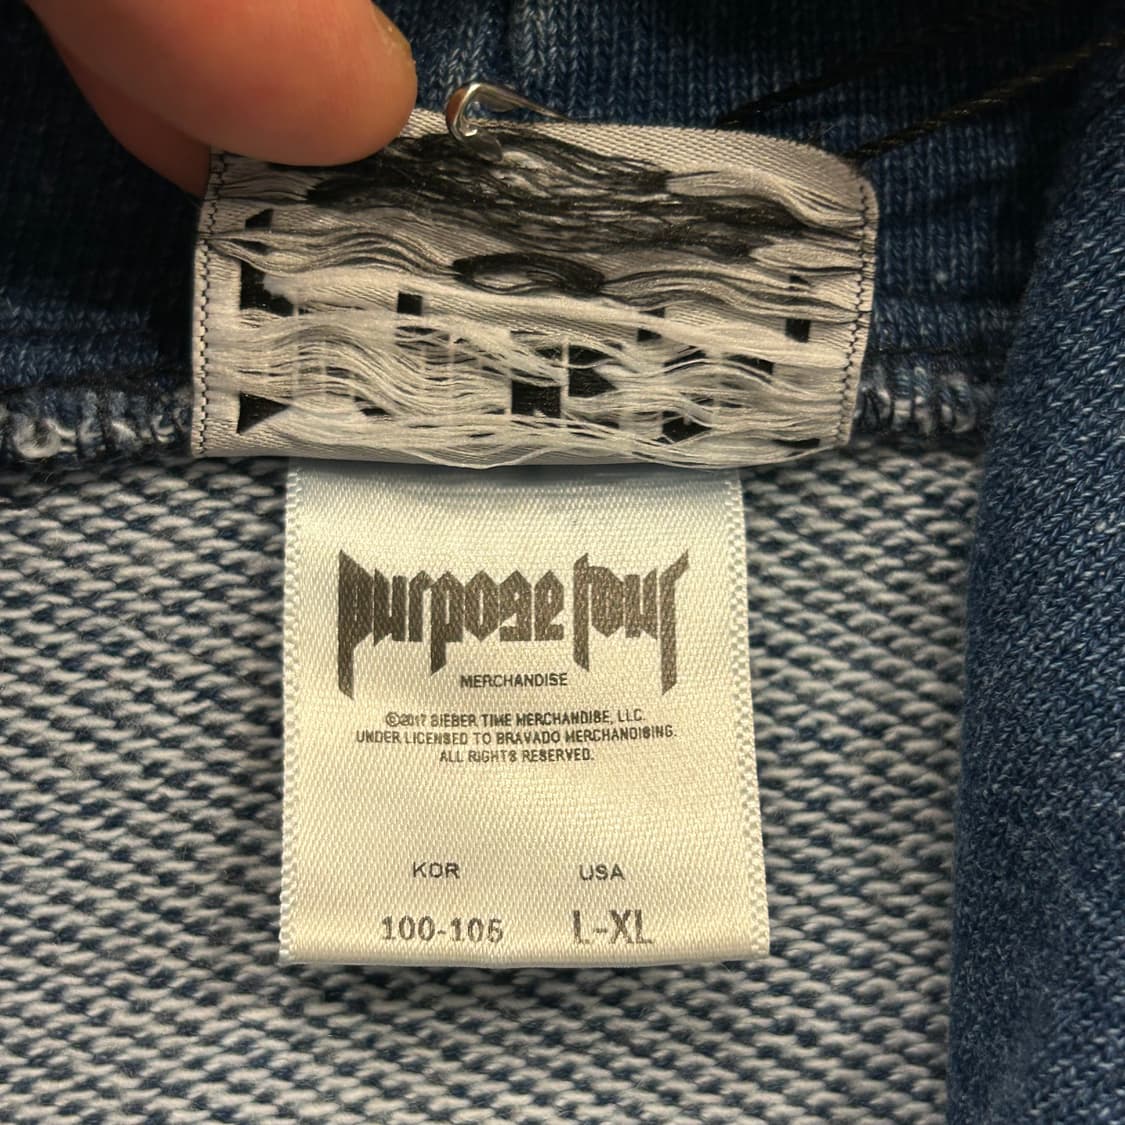 purpose tour
MERCHANDISE
©2017 BIEBER TIME MERCHANDISE, LLC.
UNDER LICENSED TO BRAVADO MERCHANDISING.
ALL RIGHTS RESERVED.
KOR USA
100-105 L-XL